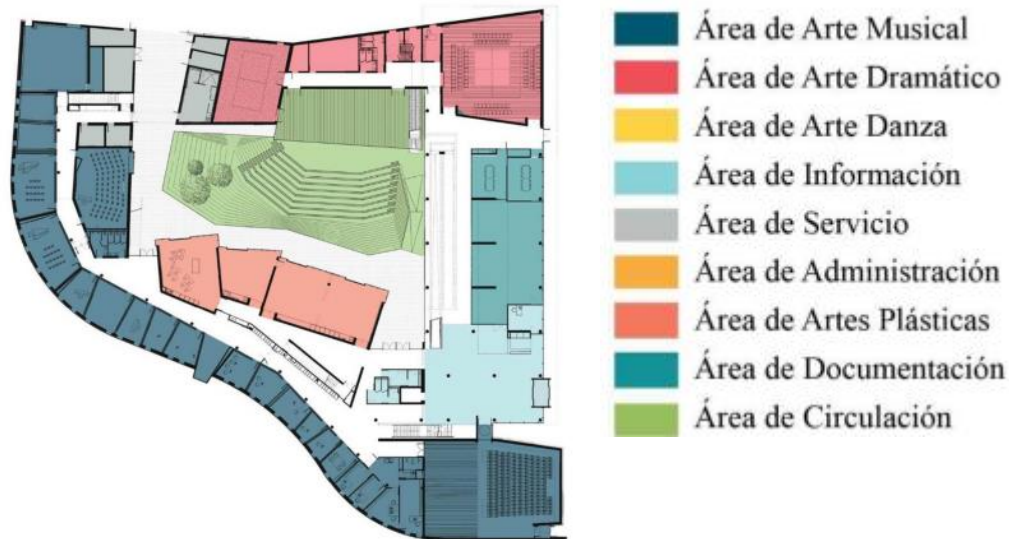 Área de Arte Musical
Área de Arte Dramático
Área de Arte Danza
Área de Información
Área de Servicio
Área de Administración
Área de Artes Plásticas
Área de Documentación
Área de Circulación